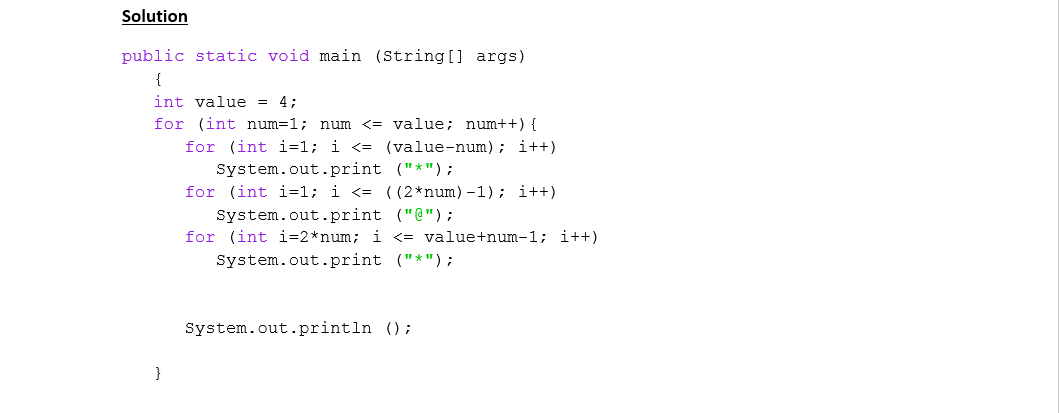 Solution
public static void main (String[] args)
{
int value = 4;
for (int num=1; num <= value; num++){
for (int i=1; i <= (value-num); i++)
System.out.print ("*");
for (int i=1; i <= ((2*num)-1); i++)
System.out.print ("@");
for (int i=2*num; i <= value+num-1; i++)
System.out.print ("*");
System.out.println ();
}